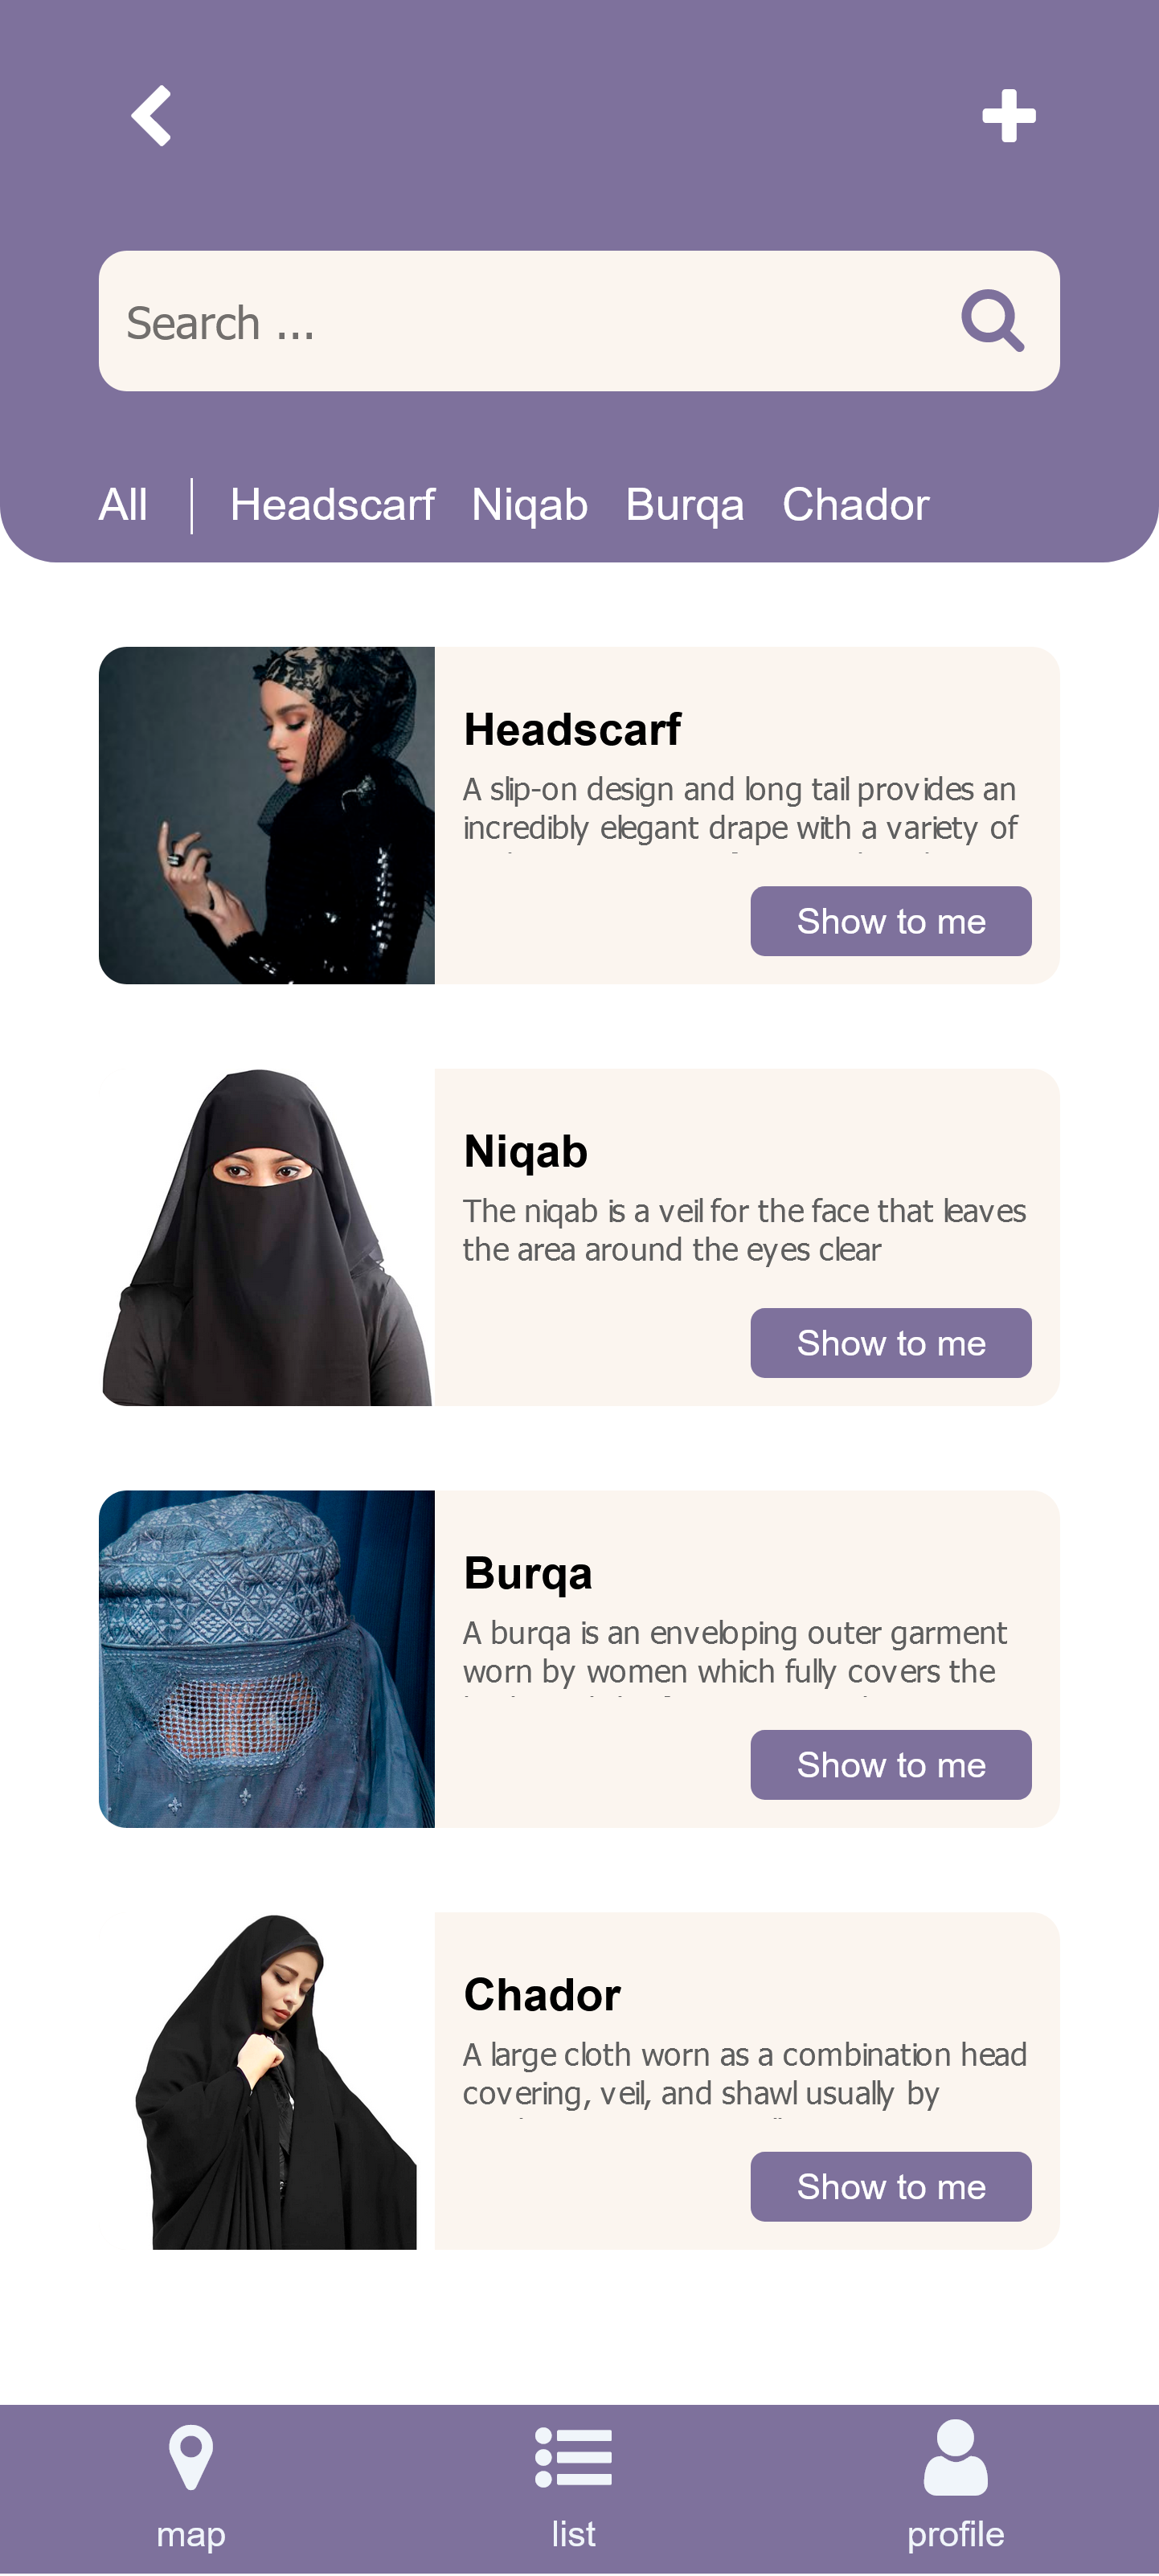 Search ...
All | Headscarf Niqab Burqa Chador
Headscarf
A slip-on design and long tail provides an
incredibly elegant drape with a variety of
Show to me
Niqab
The niqab is a veil for the face that leaves
the area around the eyes clear
Show to me
Burqa
A burqa is an enveloping outer garment
worn by women which fully covers the
Show to me
Chador
A large cloth worn as a combination head
covering, veil, and shawl usually by
Show to me
map list profile